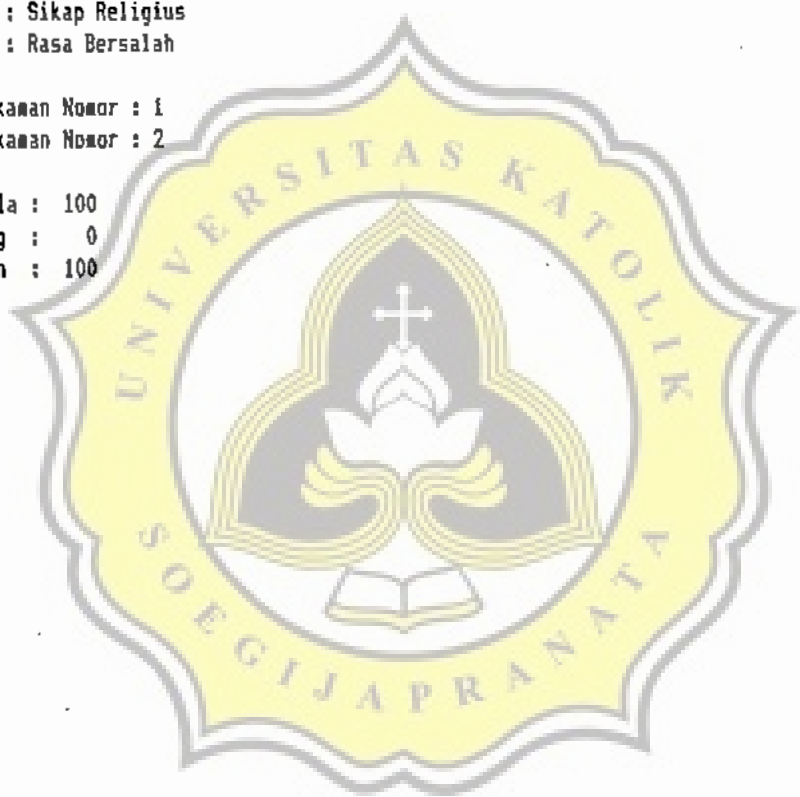 : Sikap Religius
: Rasa Bersalah
kaman Nomor : 1
kaman Nomor : 2
la : 100
g : 0
n : 100
UNIVERSITAS KATOLIK
SOEGIJAPRANATA